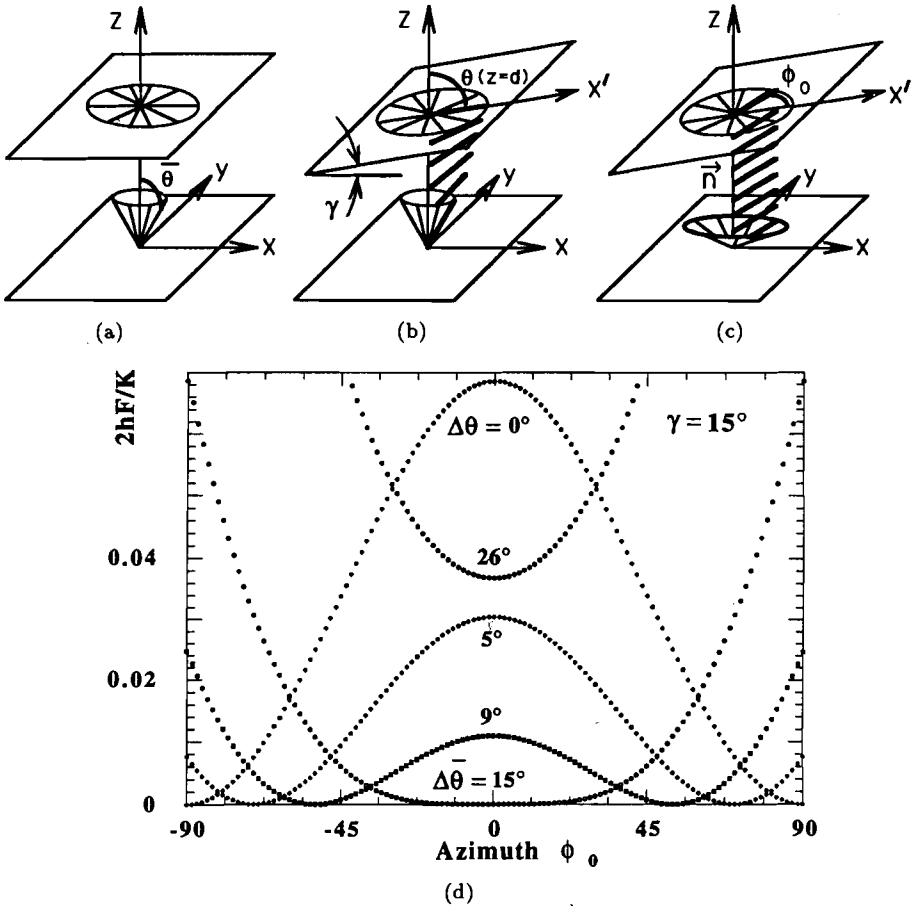 Z
θ̄
y
X
(a)
Z
θ (z=d)
X'
γ
y
X
(b)
Z
ϕ₀
X'
n⃗
y
X
(c)
2hF/K
0.04
0.02
0
Δθ = 0°
γ = 15°
26°
5°
9°
Δθ̄ = 15°
-90 -45 0 45 90
Azimuth ϕ₀
(d)